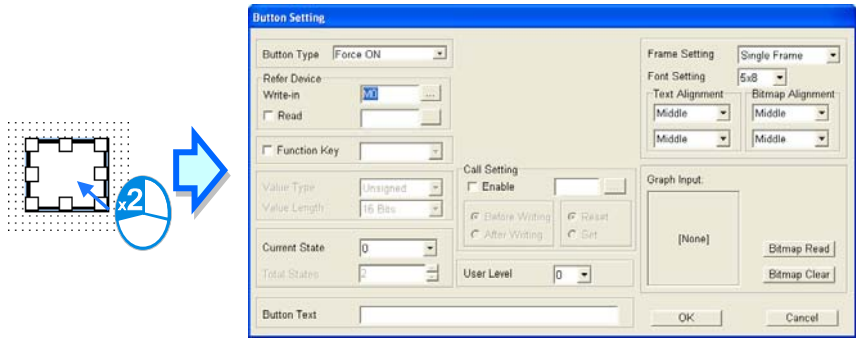 x2
Button Setting
Button Type Force ON
Refer Device
Write-in M0 ...
Read
Function Key
Value Type Unsigned
Value Length 16 Bits
Current State 0
Total States 2
Button Text
Call Setting
Enable
Before Writing Reset
After Writing Set
User Level 0
Frame Setting Single Frame
Font Setting 5x8
Text Alignment Bitmap Alignment
Middle Middle
Middle Middle
Graph Input:
[None]
Bitmap Read
Bitmap Clear
OK Cancel